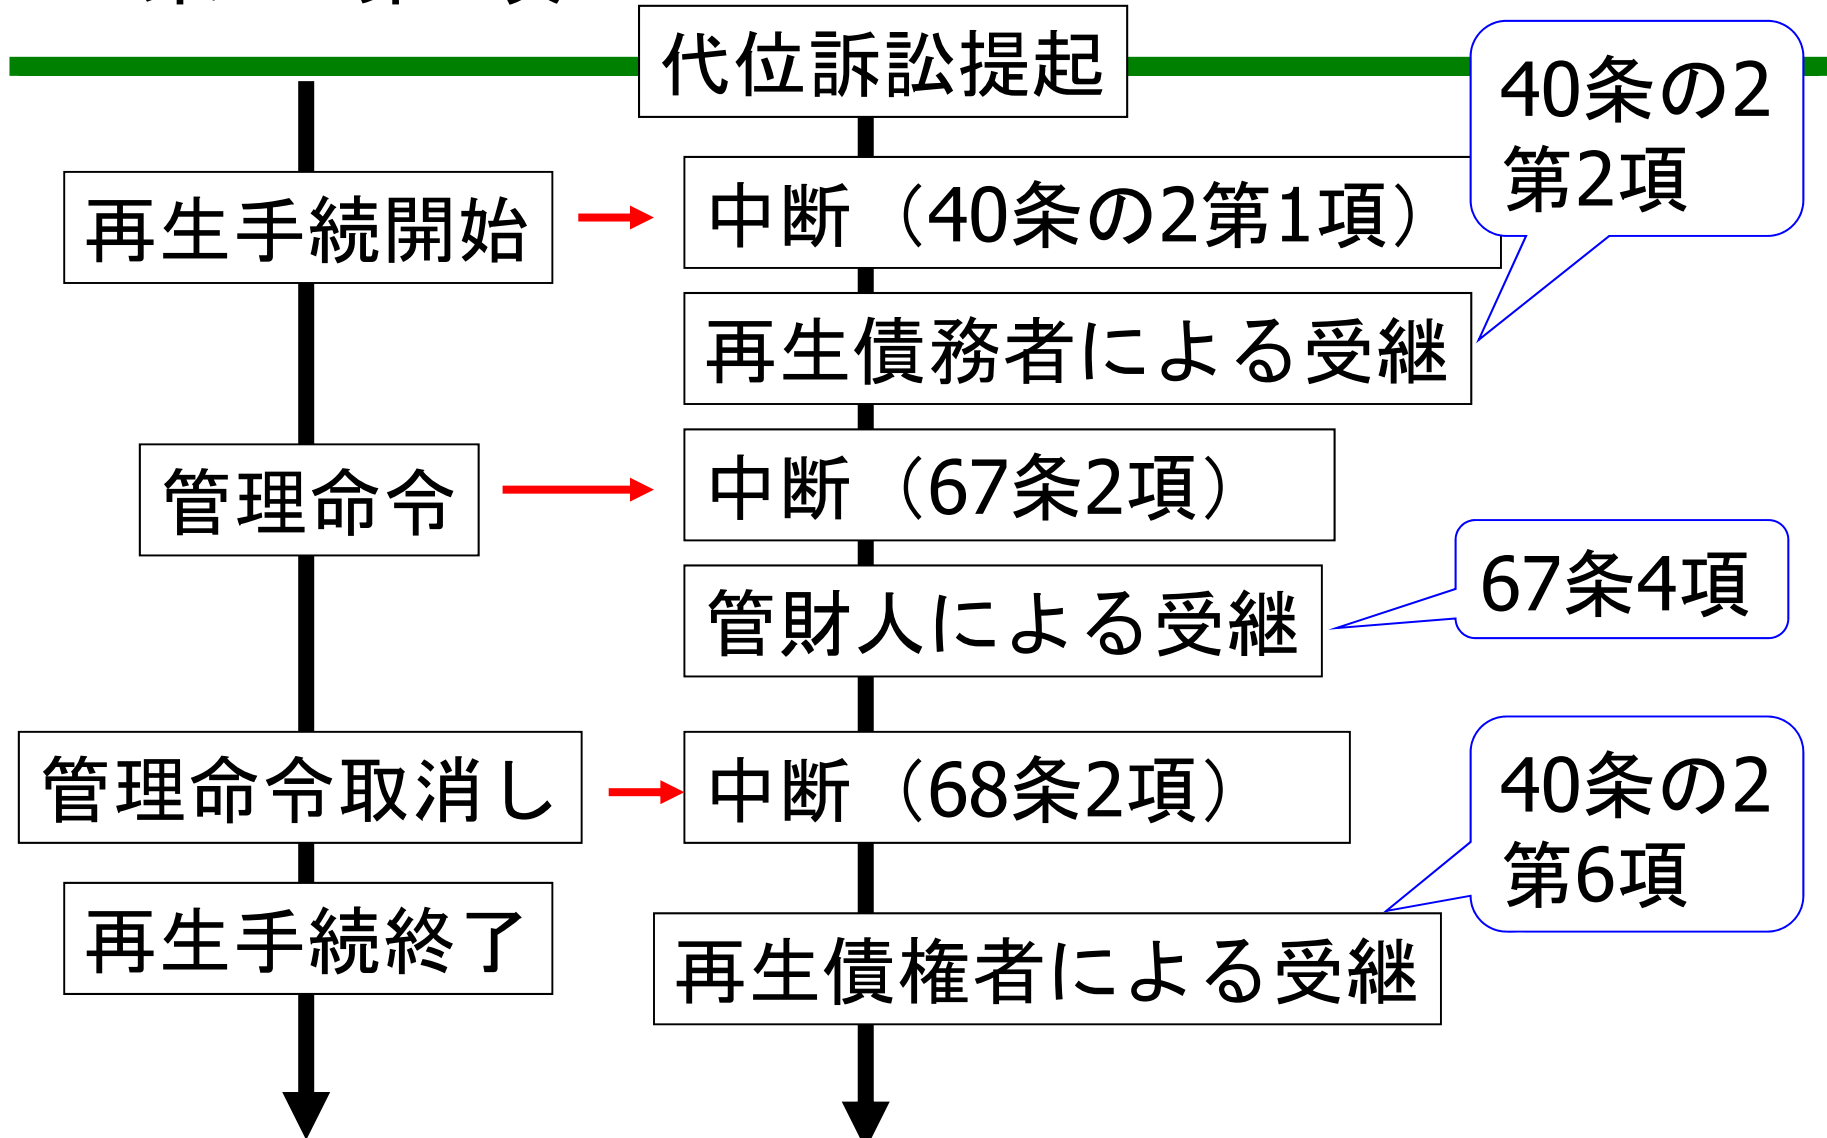 代位訴訟提起
40条の2
第2項
再生手続開始
中断（40条の2第1項）
再生債務者による受継
管理命令
中断（67条2項）
67条4項
管財人による受継
管理命令取消し
中断（68条2項）
40条の2
第6項
再生手続終了
再生債権者による受継